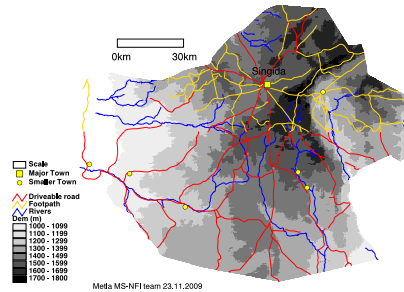 0km 30km
Singida
Scale
Major Town
Smaller Town
Driveable road
Footpath
Rivers
Dem (m)
1000 - 1099
1100 - 1199
1200 - 1299
1300 - 1399
1400 - 1499
1500 - 1599
1600 - 1699
1700 - 1800
Metla MS-NFI team 23.11.2009